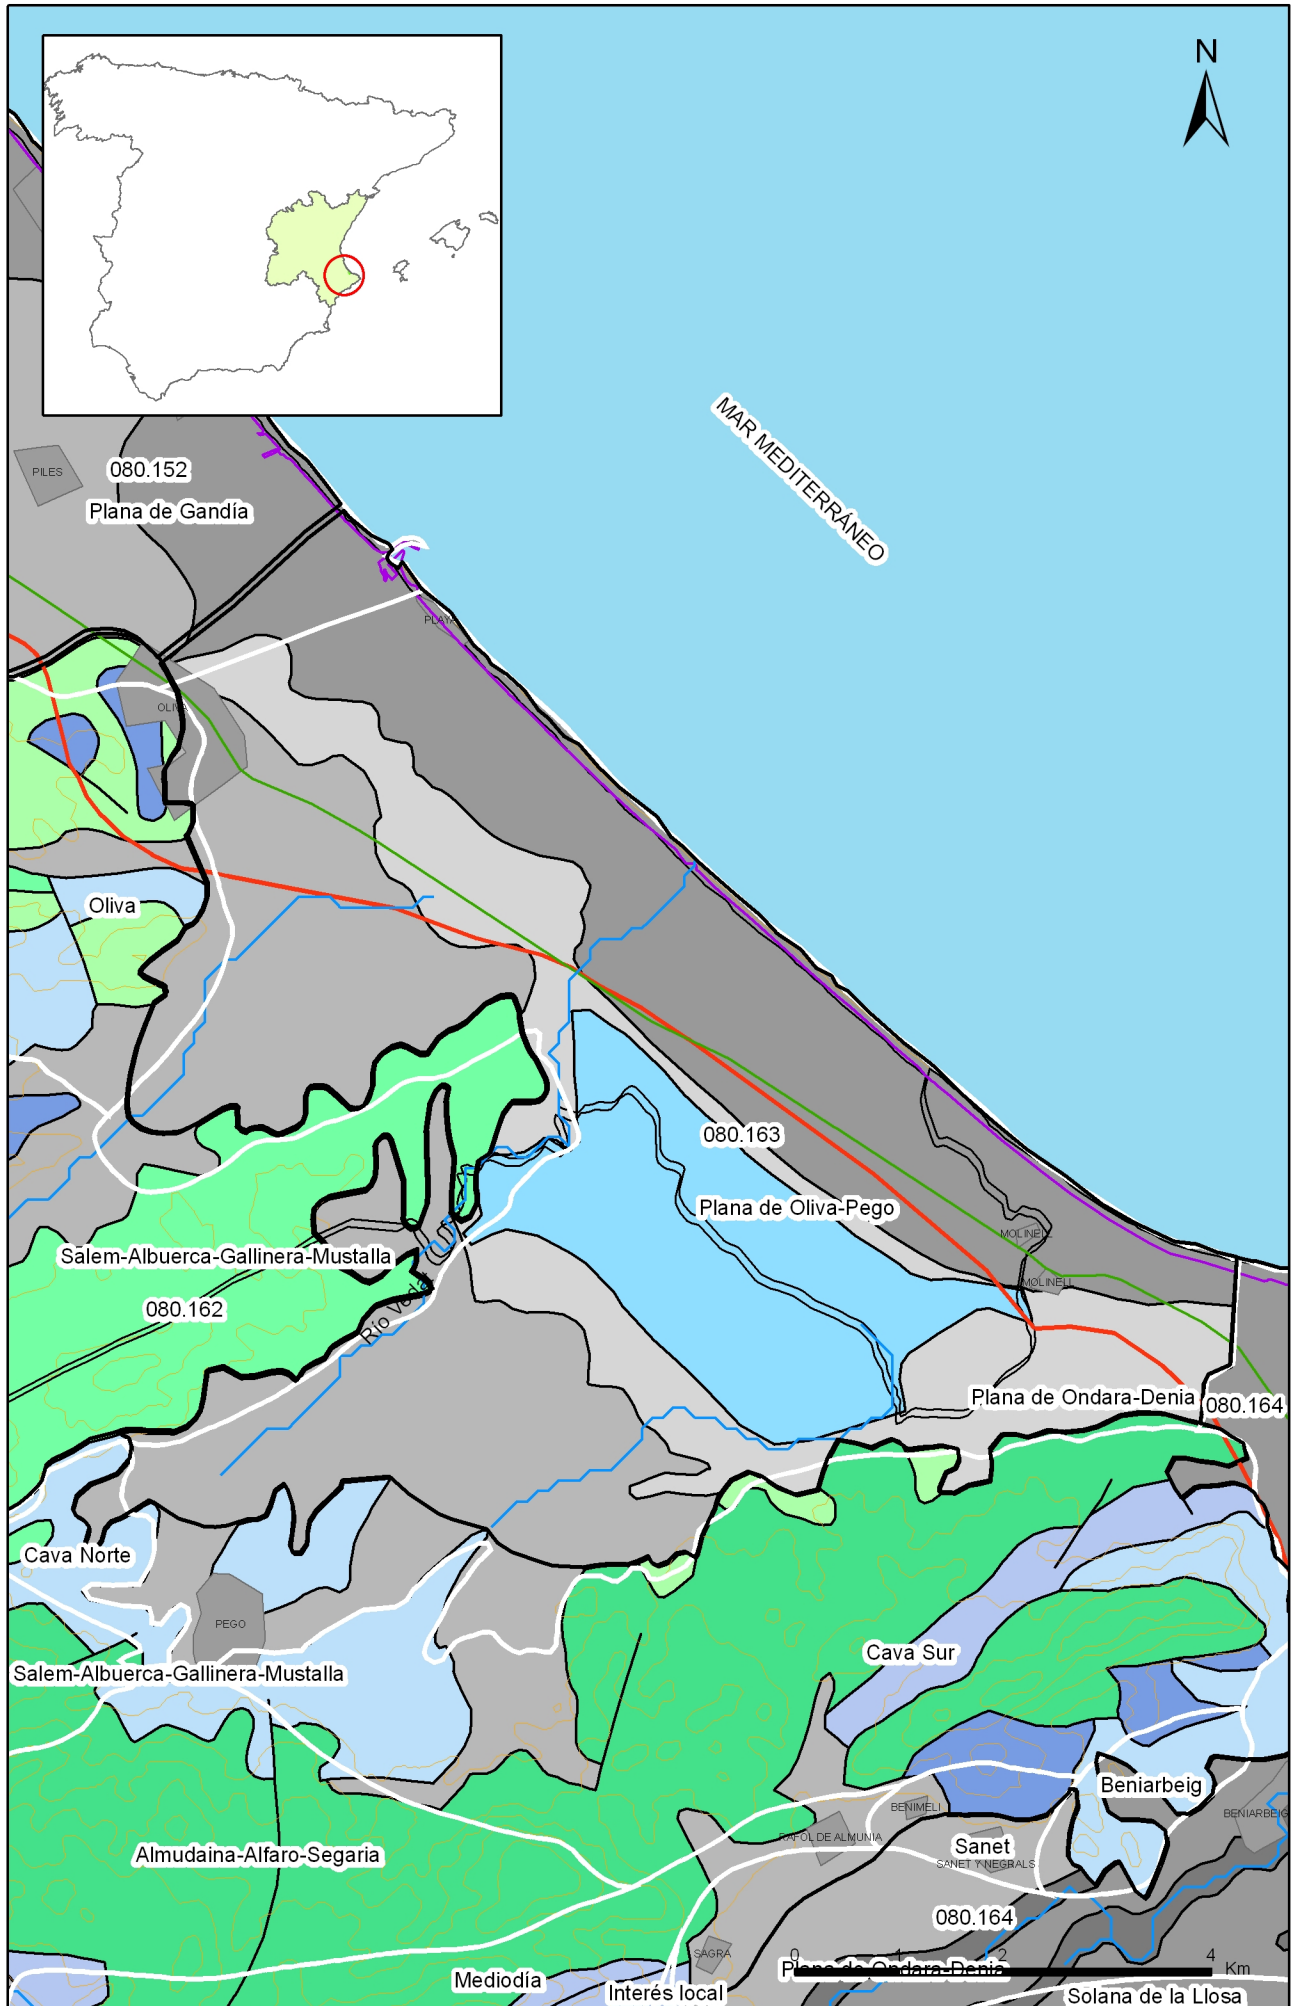 N
MAR MEDITERRÁNEO
PILES
080.152
Plana de Gandía
PLAYA
OLIVA
Oliva
080.163
Plana de Oliva-Pego
MOLINELL
MOLINELL
Salem-Albuerca-Gallinera-Mustalla
080.162
Plana de Ondara-Denia
080.164
Cava Norte
PEGO
Cava Sur
Salem-Albuerca-Gallinera-Mustalla
Beniarbeig
BENIMELI
BENIARBEIG
RAFOL DE ALMUNIA
Sanet
SANET Y NEGRALS
Almudaina-Alfaro-Segaria
080.164
SAGRA
Plana de Ondara-Denia
0 1 2 4 Km
Mediodía
Interés local
Solana de la Llosa